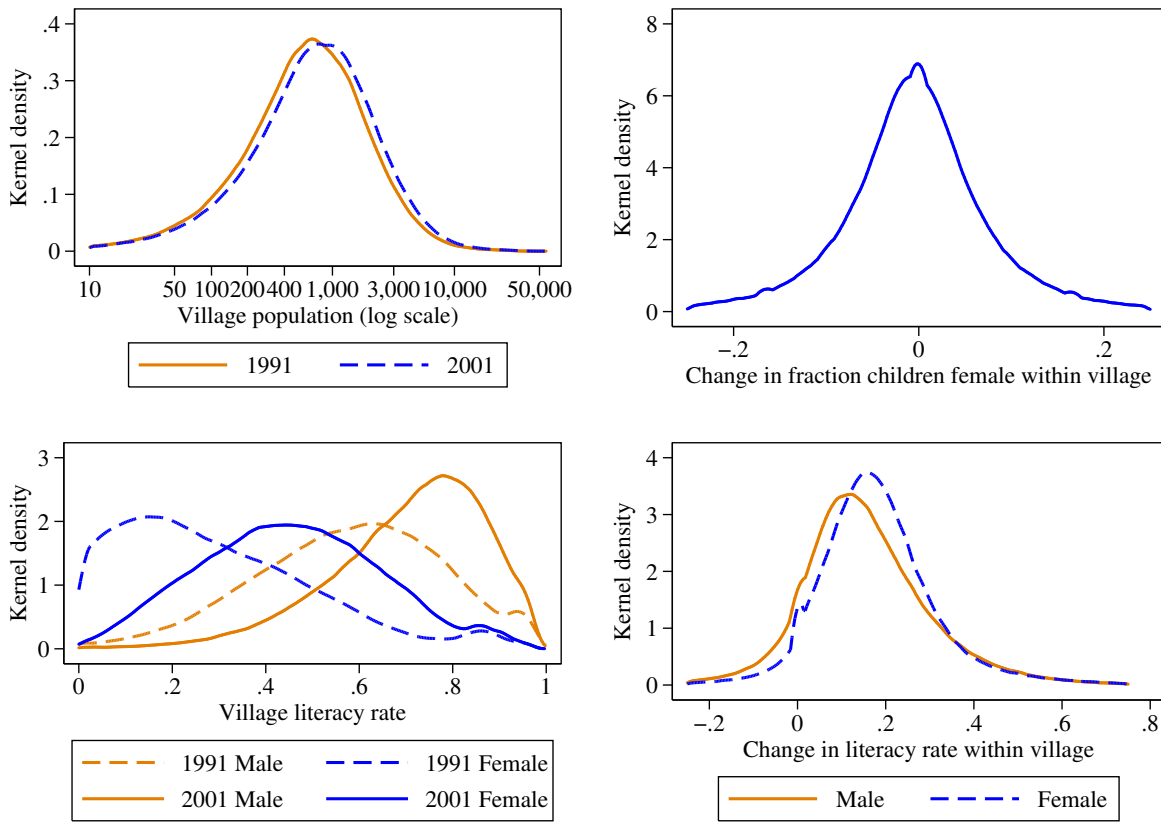 Kernel density
.4
.3
.2
.1
0
10 50 100 200 400 1,000 3,000 10,000 50,000
Village population (log scale)
1991 2001
Kernel density
8
6
4
2
0
−.2 0 .2
Change in fraction children female within village
Kernel density
3
2
1
0
0 .2 .4 .6 .8 1
Village literacy rate
1991 Male 1991 Female
2001 Male 2001 Female
Kernel density
4
3
2
1
0
−.2 0 .2 .4 .6 .8
Change in literacy rate within village
Male Female